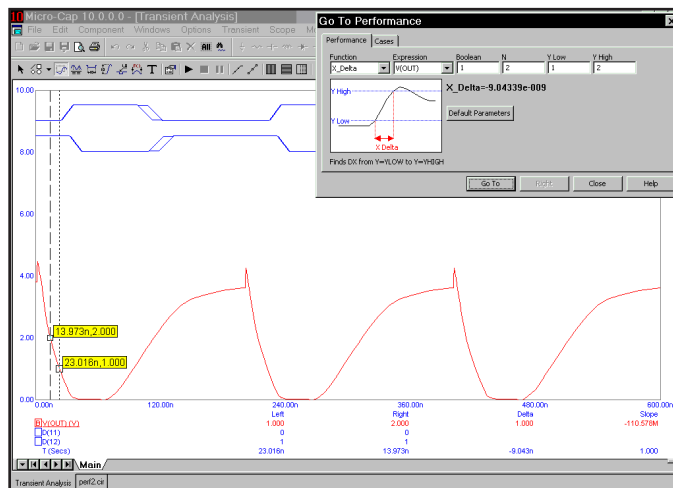 Micro-Cap 10.0.0.0 - [Transient Analysis]
File Edit Component Windows Options Transient Scope
Go To Performance
Performance Cases
Function Expression Boolean N Y Low Y High
X_Delta V(OUT) 1 2 1 2
Y High
Y Low
X Delta
X_Delta=-9.04339e-009
Default Parameters
Finds DX from Y=YLOW to Y=YHIGH
Go To Right Close Help
10.00
8.00
6.00
4.00
2.00
0.00
13.973n,2.000
23.016n,1.000
0.00n 120.00n 240.00n 360.00n 480.00n 600.00n
Left Right Delta Slope
V(OUT) (V) 1.000 2.000 1.000 -110.578M
D(11) 0 0
D(12) 1 1
T (Secs) 23.016n 13.973n -9.043n 1.000
Main
Transient Analysis perf2.cir